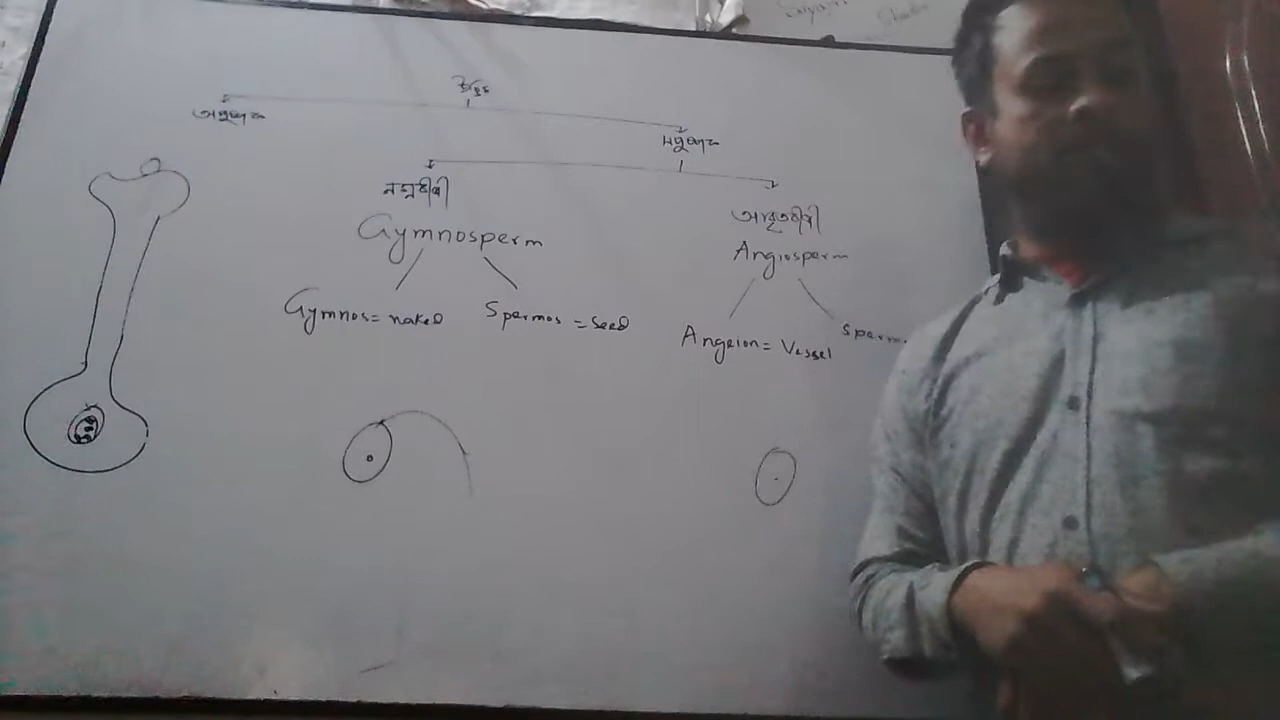 উদ্ভিদ
অপুষ্পক
সপুষ্পক
নগ্নবীজী
Gymnosperm
Gymnos = naked
Spermos = seed
আবৃতবীজী
Angiosperm
Angeion = Vessel
Sperm